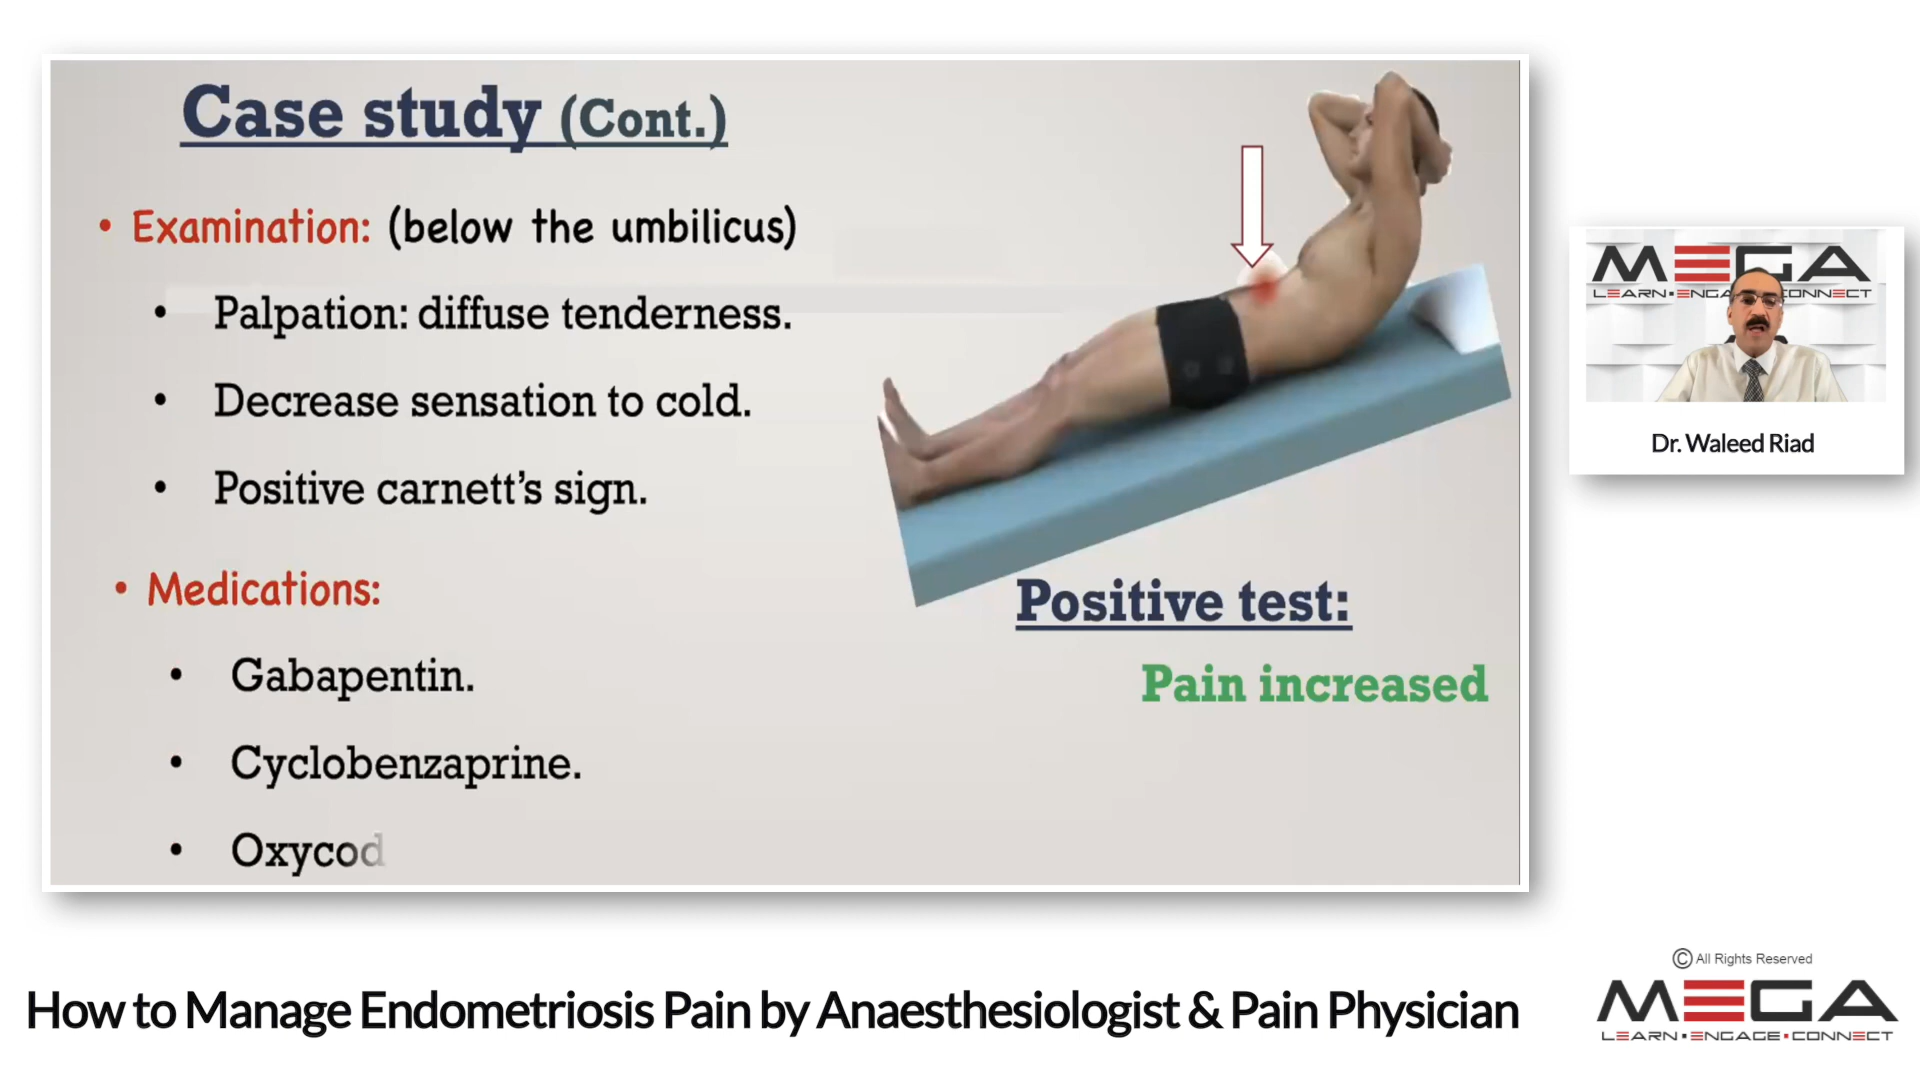 Case study (Cont.)
• Examination: (below the umbilicus)
• Palpation: diffuse tenderness.
• Decrease sensation to cold.
• Positive carnett's sign.
• Medications:
• Gabapentin.
• Cyclobenzaprine.
• Oxycod
Positive test:
Pain increased
MEGA
LEARN▪ENGA CONNECT
Dr. Waleed Riad
How to Manage Endometriosis Pain by Anaesthesiologist & Pain Physician
© All Rights Reserved
MEGA
LEARN▪ENGAGE▪CONNECT